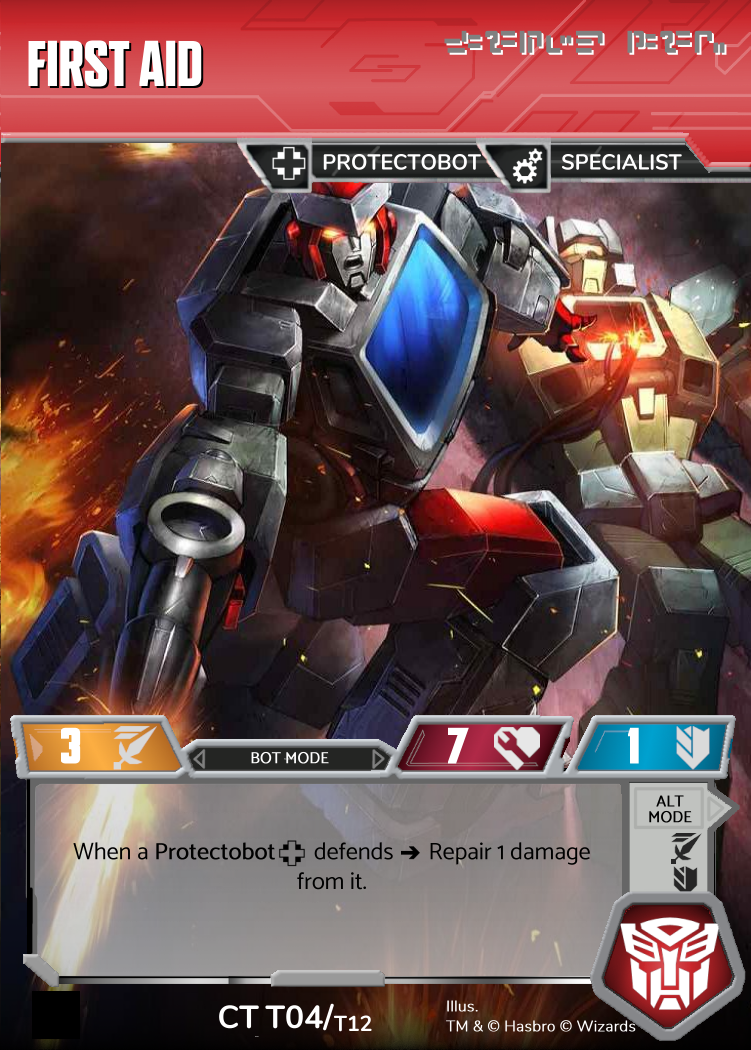 FIRST AID
PROTECTOBOT
SPECIALIST
3
BOT MODE
7
1
ALT
MODE
When a Protectobot defends ➔ Repair 1 damage
from it.
CT T04/T12
Illus.
TM & © Hasbro © Wizards